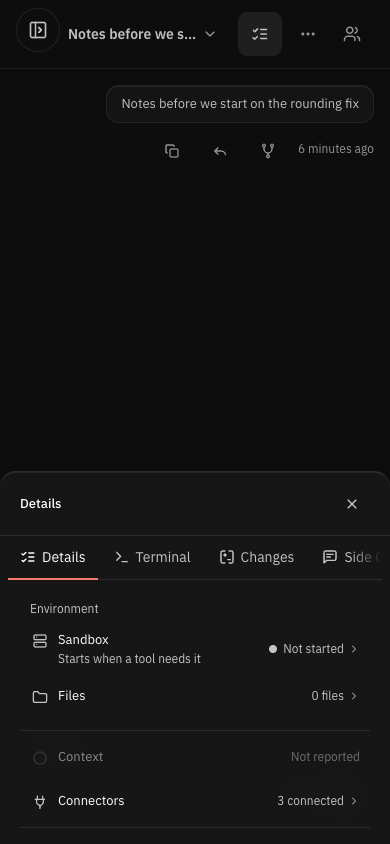 Notes before we s...
Notes before we start on the rounding fix
6 minutes ago
Details
Details
Terminal
Changes
Side
Environment
Sandbox
Not started
Starts when a tool needs it
Files
0 files
Context
Not reported
Connectors
3 connected